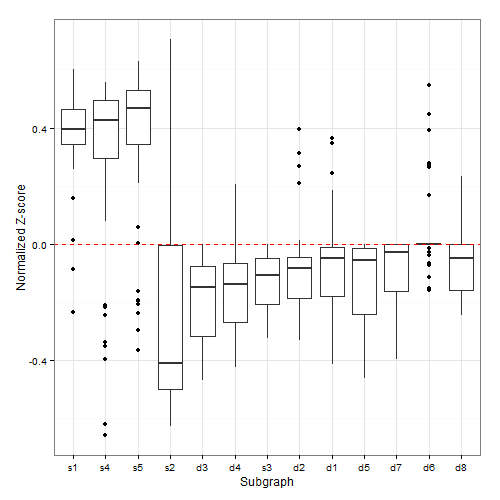 Normalized Z-score
0.4
0.0
-0.4
s1 s4 s5 s2 d3 d4 s3 d2 d1 d5 d7 d6 d8
Subgraph